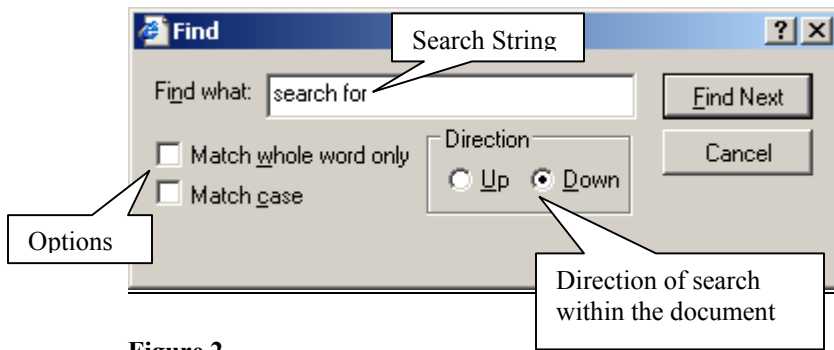 Find
Search String
Find what: search for
Find Next
Match whole word only
Direction
Cancel
Up Down
Match case
Options
Direction of search
within the document
Figure 2